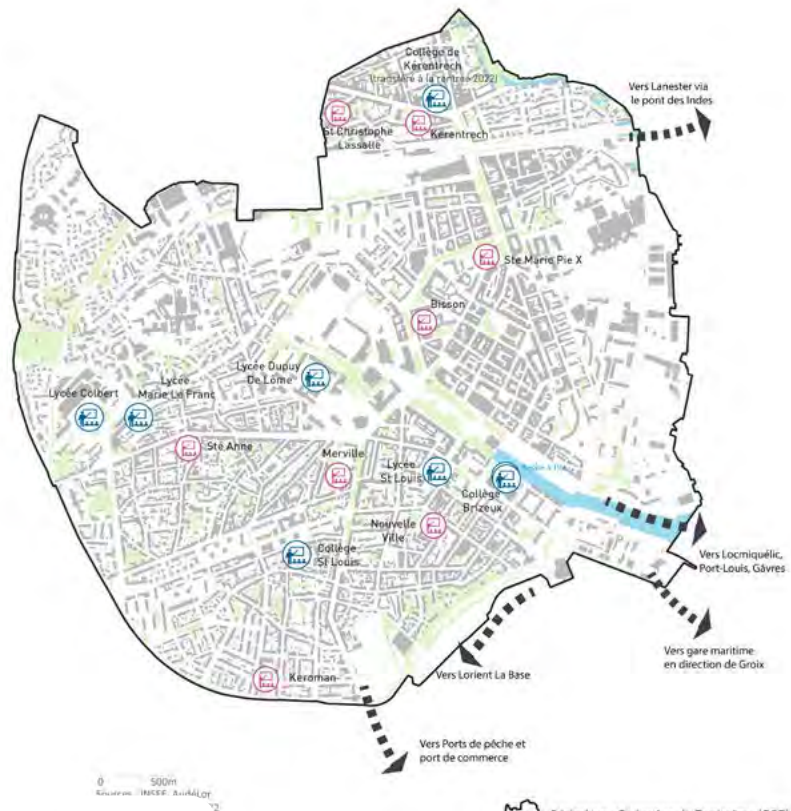 Collège de
Kerentrech
(transféré à la rentrée 2022)
Vers Lanester via
le pont des Indes
St Christophe
Lassalle
Kerentrech
Ste Marie Pie X
Bisson
Lycée Dupuy
De Lôme
Lycée Colbert
Lycée
Marie Le Franc
Ste Anne
Merville
Lycée
St Louis
Collège
Brizeux
Nouvelle
Ville
Collège
St Louis
Vers Locmiquélic,
Port-Louis, Gâvres
Vers gare maritime
en direction de Groix
Vers Lorient La Base
Keroman
Vers Ports de pêche et
port de commerce
0 500m
Sources : INSEE, AudéLor